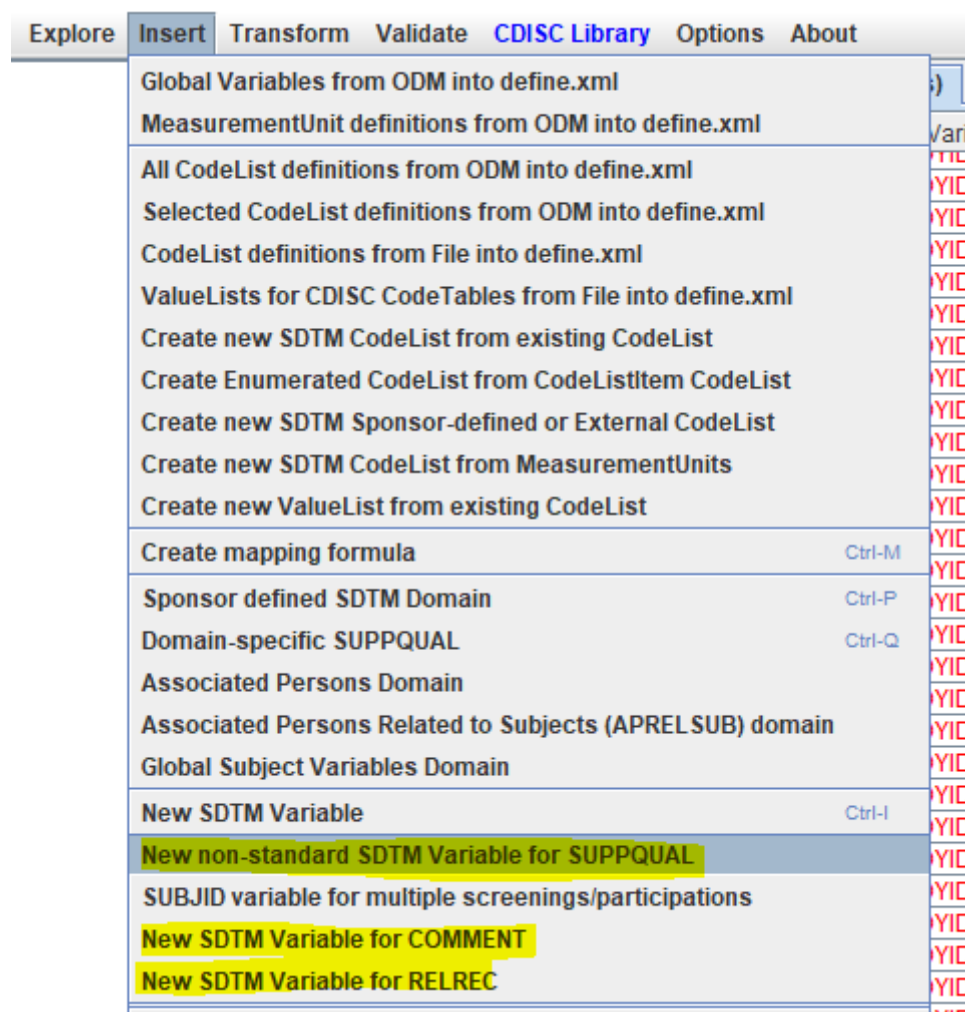 Explore Insert Transform Validate CDISC Library Options About
Global Variables from ODM into define.xml
MeasurementUnit definitions from ODM into define.xml
All CodeList definitions from ODM into define.xml
Selected CodeList definitions from ODM into define.xml
CodeList definitions from File into define.xml
ValueLists for CDISC CodeTables from File into define.xml
Create new SDTM CodeList from existing CodeList
Create Enumerated CodeList from CodeListItem CodeList
Create new SDTM Sponsor-defined or External CodeList
Create new SDTM CodeList from MeasurementUnits
Create new ValueList from existing CodeList
Create mapping formula Ctrl-M
Sponsor defined SDTM Domain Ctrl-P
Domain-specific SUPPQUAL Ctrl-Q
Associated Persons Domain
Associated Persons Related to Subjects (APRELSUB) domain
Global Subject Variables Domain
New SDTM Variable Ctrl-I
New non-standard SDTM Variable for SUPPQUAL
SUBJID variable for multiple screenings/participations
New SDTM Variable for COMMENT
New SDTM Variable for RELREC